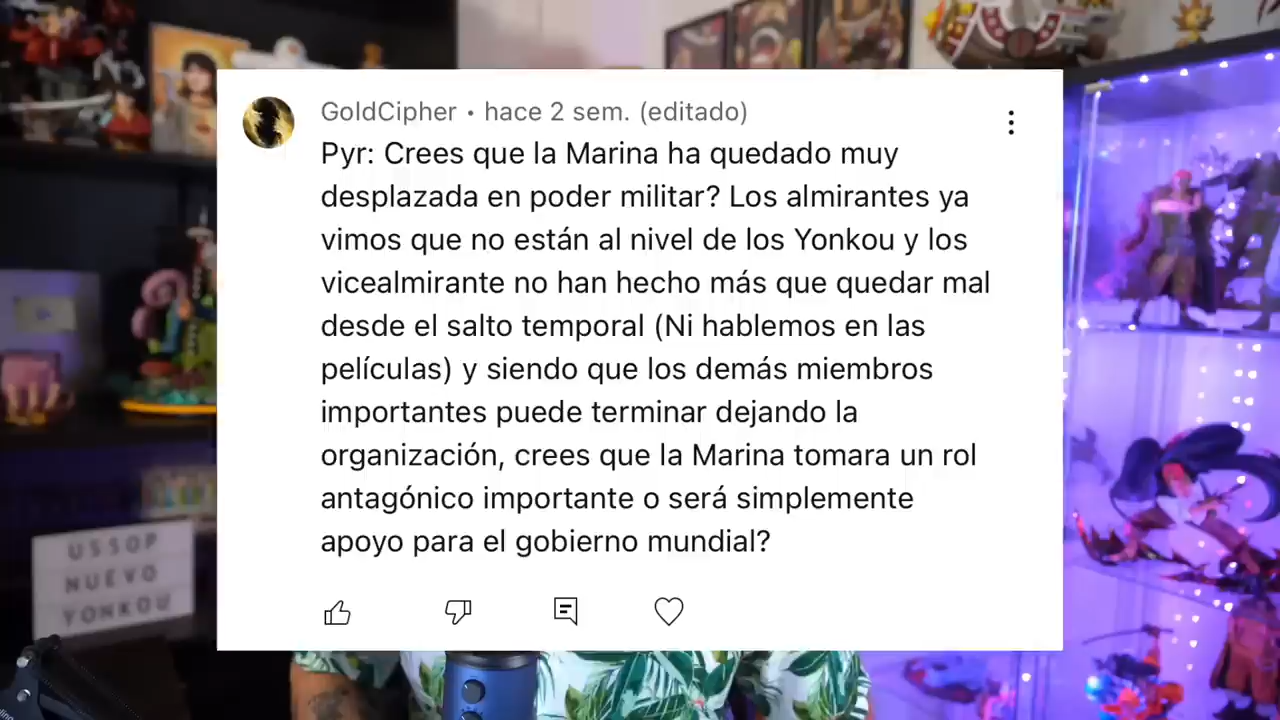 GoldCipher • hace 2 sem. (editado)
Pyr: Crees que la Marina ha quedado muy
desplazada en poder militar? Los almirantes ya
vimos que no están al nivel de los Yonkou y los
vicealmirante no han hecho más que quedar mal
desde el salto temporal (Ni hablemos en las
películas) y siendo que los demás miembros
importantes puede terminar dejando la
organización, crees que la Marina tomara un rol
antagónico importante o será simplemente
apoyo para el gobierno mundial?
USSOP
NUEVO
YONKOU